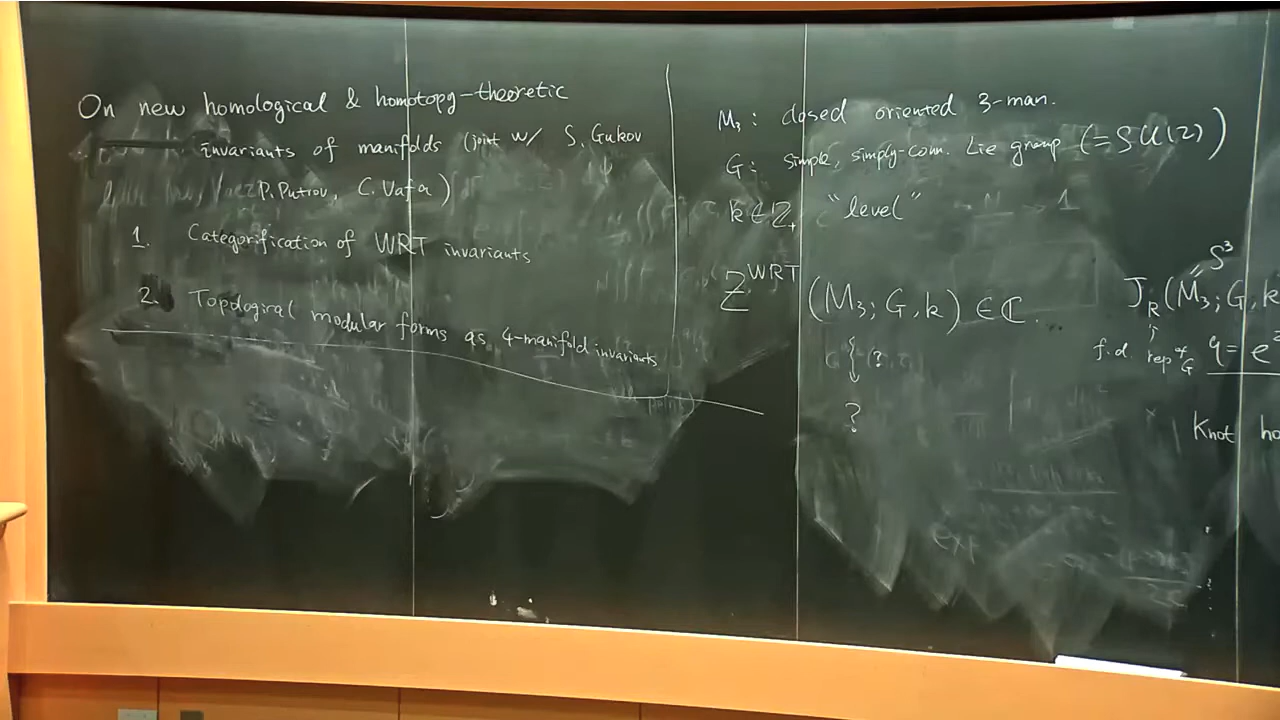 On new homological & homotopy-theoretic
invariants of manifolds (joint w/ S. Gukov
P. Putrov, C. Vafa)
1. Categorification of WRT invariants
2. Topological modular forms as 4-manifold invariants
M₃: closed oriented 3-man.
G: simple, simply-conn. Lie group (= SU(2))
k ∈ ℤ₊ "level"
Z^WRT (M₃; G, k) ∈ ℂ.
?
?
S³
J_R (M₃; G, k
f.d. rep of G q = e
Knot ho